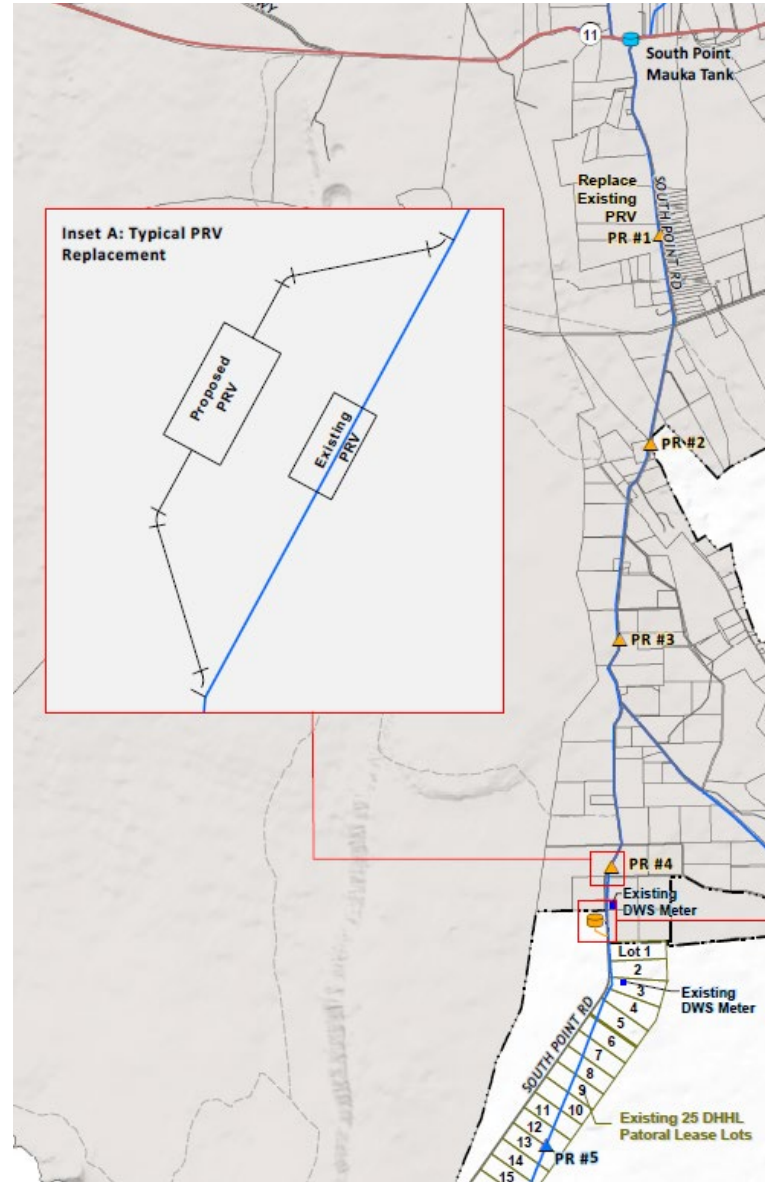 WY
11
South Point
Mauka Tank
Replace
Existing
PRV
SOUTH POINT RD
PR #1
Inset A: Typical PRV
Replacement
Proposed
PRV
Existing
PRV
PR #2
PR #3
PR #4
Existing
DWS Meter
Lot 1
2
3
Existing
DWS Meter
4
5
6
SOUTH POINT RD
7
8
9
10
11
12
13
14
15
Existing 25 DHHL
Patoral Lease Lots
PR #5